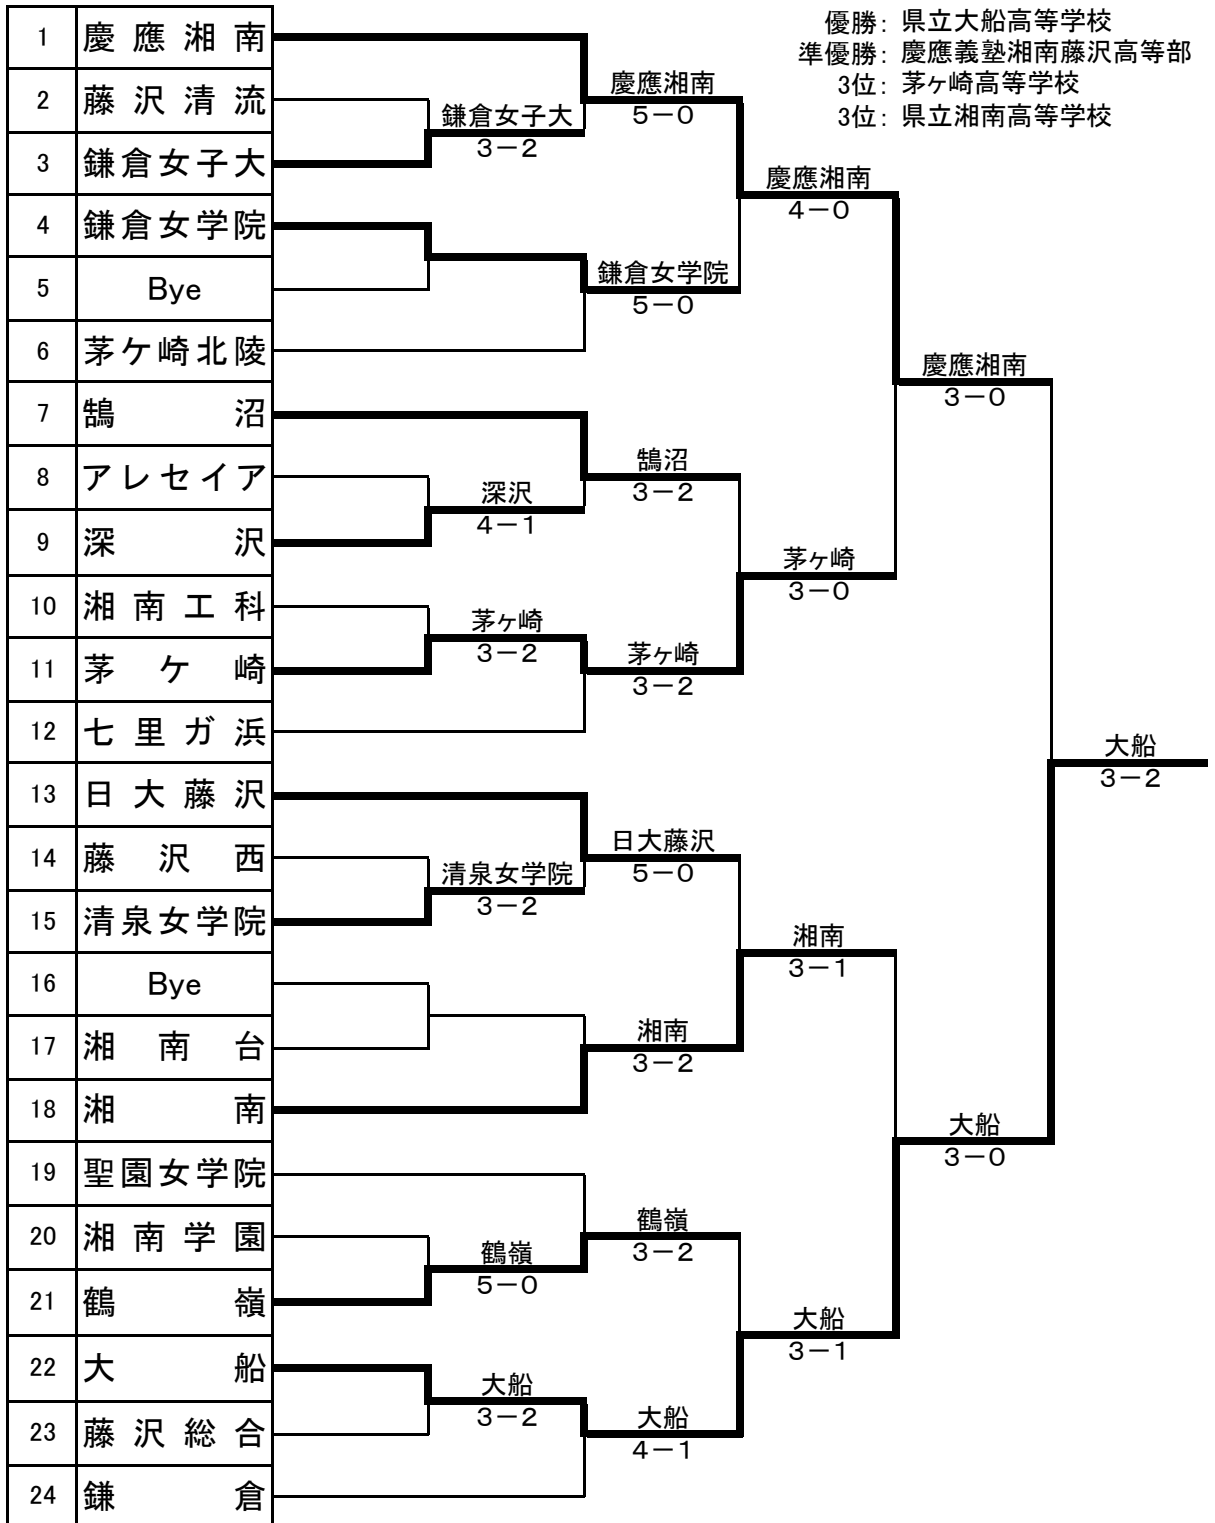 優勝: 県立大船高等学校
準優勝: 慶應義塾湘南藤沢高等部
3位: 茅ヶ崎高等学校
3位: 県立湘南高等学校
1 慶應湘南
2 藤沢清流
3 鎌倉女子大
4 鎌倉女学院
5 Bye
6 茅ケ崎北陵
7 鵠沼
8 アレセイア
9 深沢
10 湘南工科
11 茅ケ崎
12 七里ガ浜
13 日大藤沢
14 藤沢西
15 清泉女学院
16 Bye
17 湘南台
18 湘南
19 聖園女学院
20 湘南学園
21 鶴嶺
22 大船
23 藤沢総合
24 鎌倉
鎌倉女子大
3－2
深沢
4－1
茅ヶ崎
3－2
清泉女学院
3－2
鶴嶺
5－0
大船
3－2
慶應湘南
5－0
鎌倉女学院
5－0
鵠沼
3－2
茅ヶ崎
3－2
日大藤沢
5－0
湘南
3－2
鶴嶺
3－2
大船
4－1
慶應湘南
4－0
茅ヶ崎
3－0
湘南
3－1
大船
3－1
慶應湘南
3－0
大船
3－0
大船
3－2